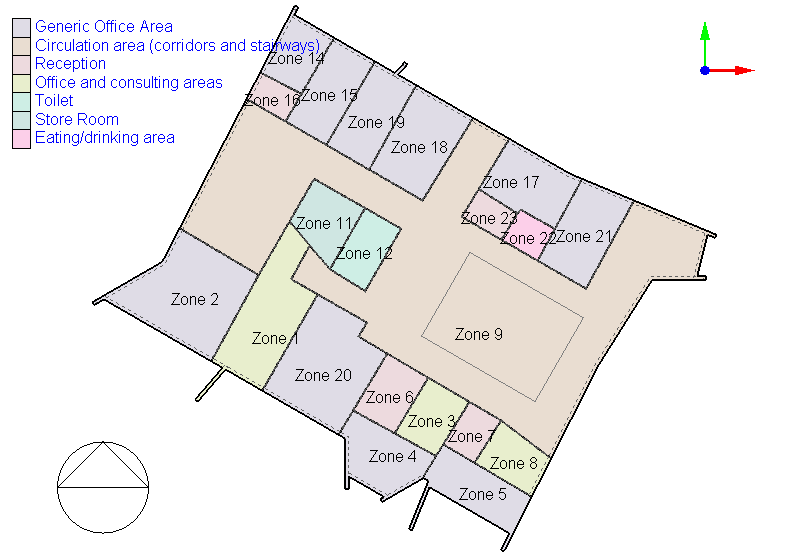 Generic Office Area
Circulation area (corridors and stairways)
Reception
Office and consulting areas
Toilet
Store Room
Eating/drinking area
Zone 14
Zone 16
Zone 15
Zone 19
Zone 18
Zone 17
Zone 23
Zone 22
Zone 21
Zone 11
Zone 12
Zone 2
Zone 1
Zone 9
Zone 20
Zone 6
Zone 3
Zone 7
Zone 4
Zone 8
Zone 5